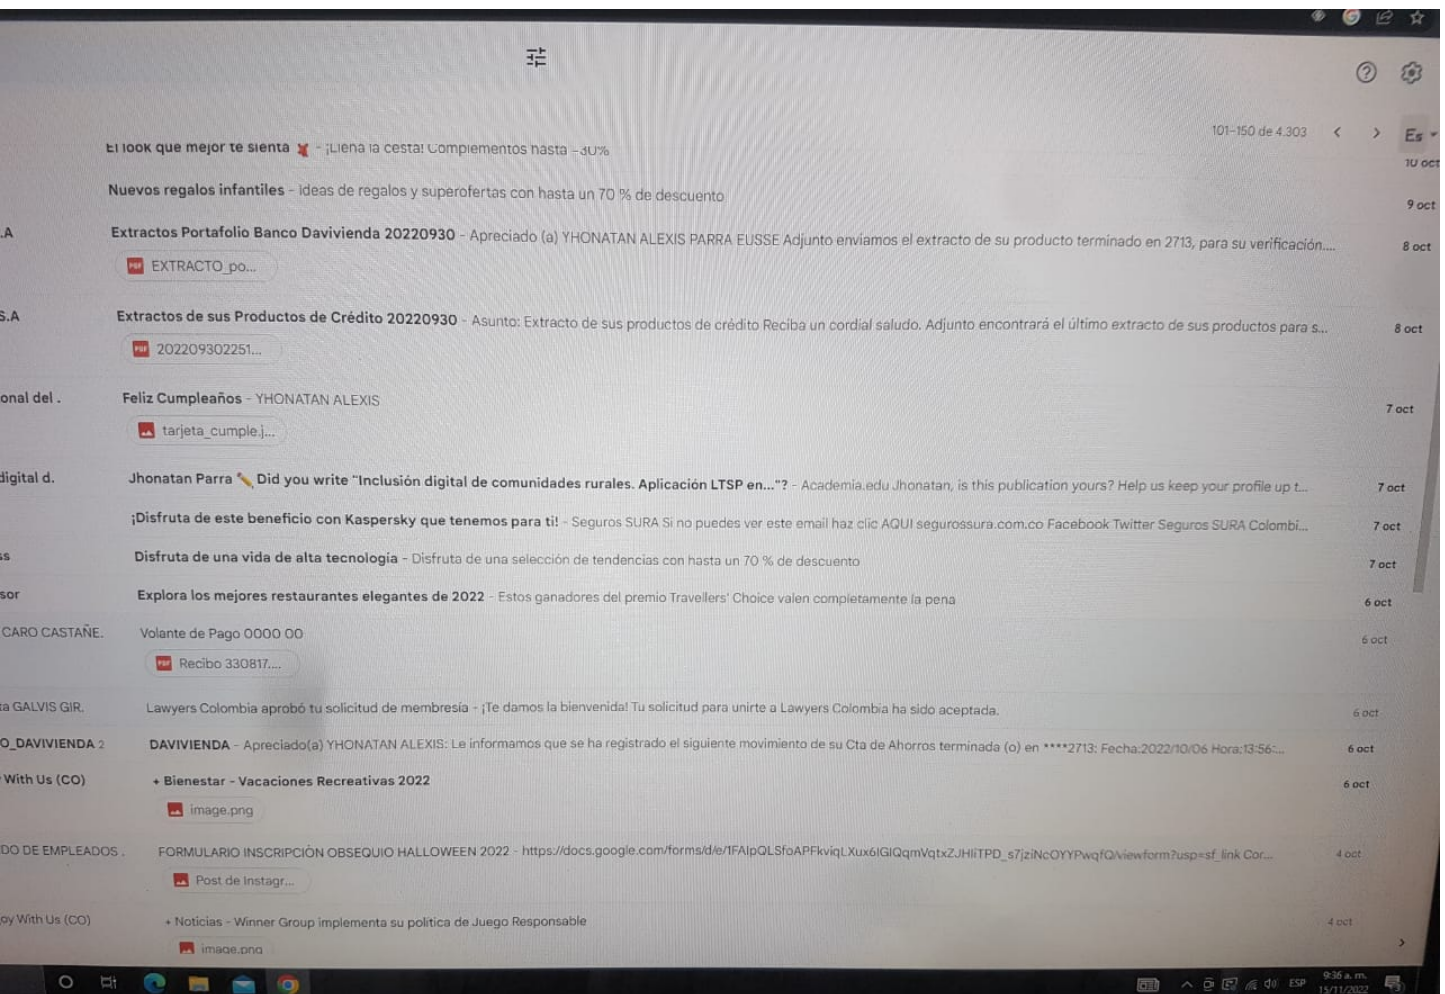 101–150 de 4.303
Es
El look que mejor te sienta - ¡Llena la cesta! Complementos hasta -30%
10 oct
Nuevos regalos infantiles - Ideas de regalos y superofertas con hasta un 70 % de descuento
9 oct
.A Extractos Portafolio Banco Davivienda 20220930 - Apreciado (a) YHONATAN ALEXIS PARRA EUSSE Adjunto enviamos el extracto de su producto terminado en 2713, para su verificación....
8 oct
PDF EXTRACTO_po...
S.A Extractos de sus Productos de Crédito 20220930 - Asunto: Extracto de sus productos de crédito Reciba un cordial saludo. Adjunto encontrará el último extracto de sus productos para s...
8 oct
PDF 202209302251...
onal del . Feliz Cumpleaños - YHONATAN ALEXIS
7 oct
tarjeta_cumple.j...
digital d. Jhonatan Parra ✏️ Did you write "Inclusión digital de comunidades rurales. Aplicación LTSP en..."? - Academia.edu Jhonatan, is this publication yours? Help us keep your profile up t...
7 oct
¡Disfruta de este beneficio con Kaspersky que tenemos para ti! - Seguros SURA Si no puedes ver este email haz clic AQUI segurossura.com.co Facebook Twitter Seguros SURA Colombi...
7 oct
ss Disfruta de una vida de alta tecnología - Disfruta de una selección de tendencias con hasta un 70 % de descuento
7 oct
sor Explora los mejores restaurantes elegantes de 2022 - Estos ganadores del premio Travellers' Choice valen completamente la pena
6 oct
CARO CASTAÑE. Volante de Pago 0000 00
6 oct
PDF Recibo 330817....
ta GALVIS GIR. Lawyers Colombia aprobó tu solicitud de membresía - ¡Te damos la bienvenida! Tu solicitud para unirte a Lawyers Colombia ha sido aceptada.
6 oct
O_DAVIVIENDA 2 DAVIVIENDA - Apreciado(a) YHONATAN ALEXIS: Le informamos que se ha registrado el siguiente movimiento de su Cta de Ahorros terminada (o) en ****2713: Fecha:2022/10/06 Hora:13:56:...
6 oct
With Us (CO) + Bienestar - Vacaciones Recreativas 2022
6 oct
image.png
DO DE EMPLEADOS . FORMULARIO INSCRIPCIÓN OBSEQUIO HALLOWEEN 2022 - https://docs.google.com/forms/d/e/1FAIpQLSfoAPFkviqLXux6IGIQqmVqtxZJHIiTPD_s7jziNcOYYPwqfQ/viewform?usp=sf_link Cor...
4 oct
Post de Instagr...
oy With Us (CO) + Noticias - Winner Group implementa su politica de Juego Responsable
4 oct
image.png
ESP
9:36 a. m.
15/11/2022